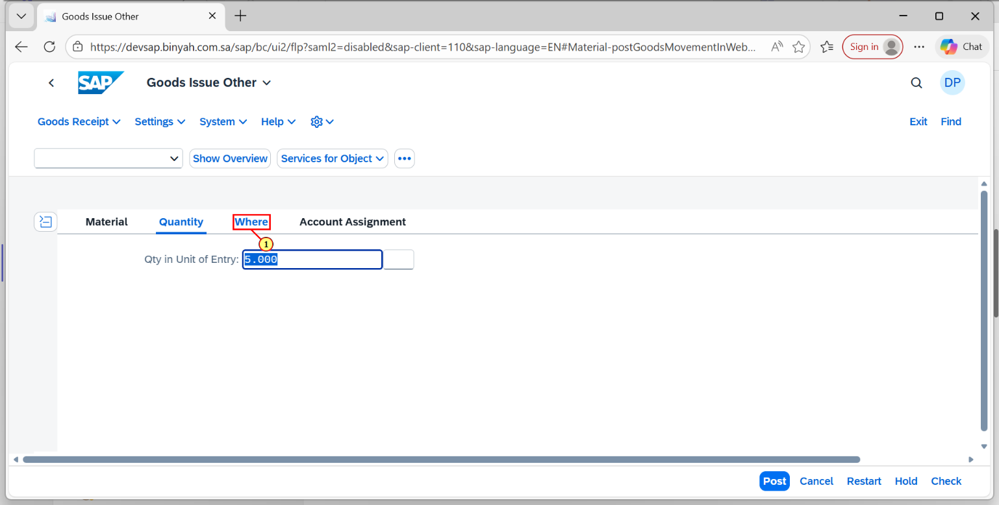 Goods Issue Other
https://devsap.binyah.com.sa/sap/bc/ui2/flp?saml2=disabled&sap-client=110&sap-language=EN#Material-postGoodsMovementInWeb...
Sign in
Chat
SAP
Goods Issue Other
DP
Goods Receipt
Settings
System
Help
Exit
Find
Show Overview
Services for Object
Material
Quantity
Where
Account Assignment
1
Qty in Unit of Entry: 5.000
Post
Cancel
Restart
Hold
Check